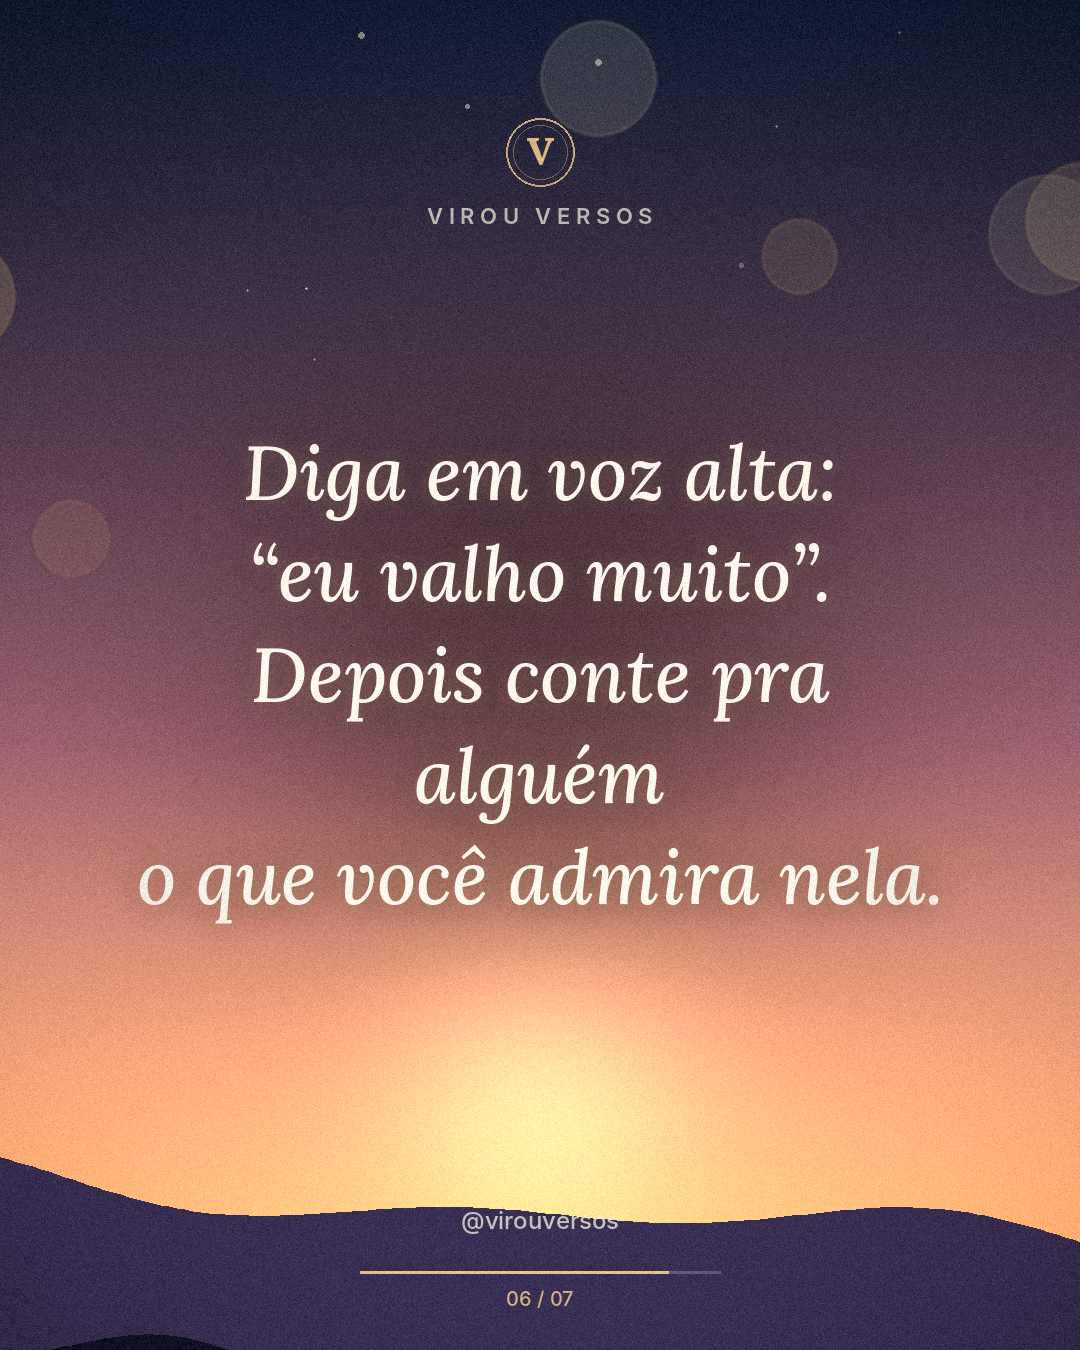 V
VIROU VERSOS
Diga em voz alta:
“eu valho muito”.
Depois conte pra
alguém
o que você admira nela.
@virouversos
06 / 07